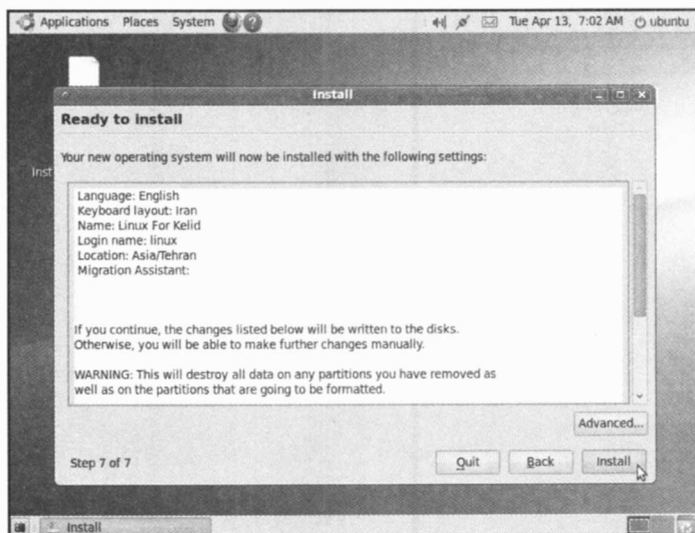 Applications Places System Tue Apr 13, 7:02 AM ubuntu
Install
Ready to install
Your new operating system will now be installed with the following settings:
Inst
Language: English
Keyboard layout: Iran
Name: Linux For Kelid
Login name: linux
Location: Asia/Tehran
Migration Assistant:
If you continue, the changes listed below will be written to the disks.
Otherwise, you will be able to make further changes manually.
WARNING: This will destroy all data on any partitions you have removed as
well as on the partitions that are going to be formatted.
Advanced...
Step 7 of 7 Quit Back Install
Install